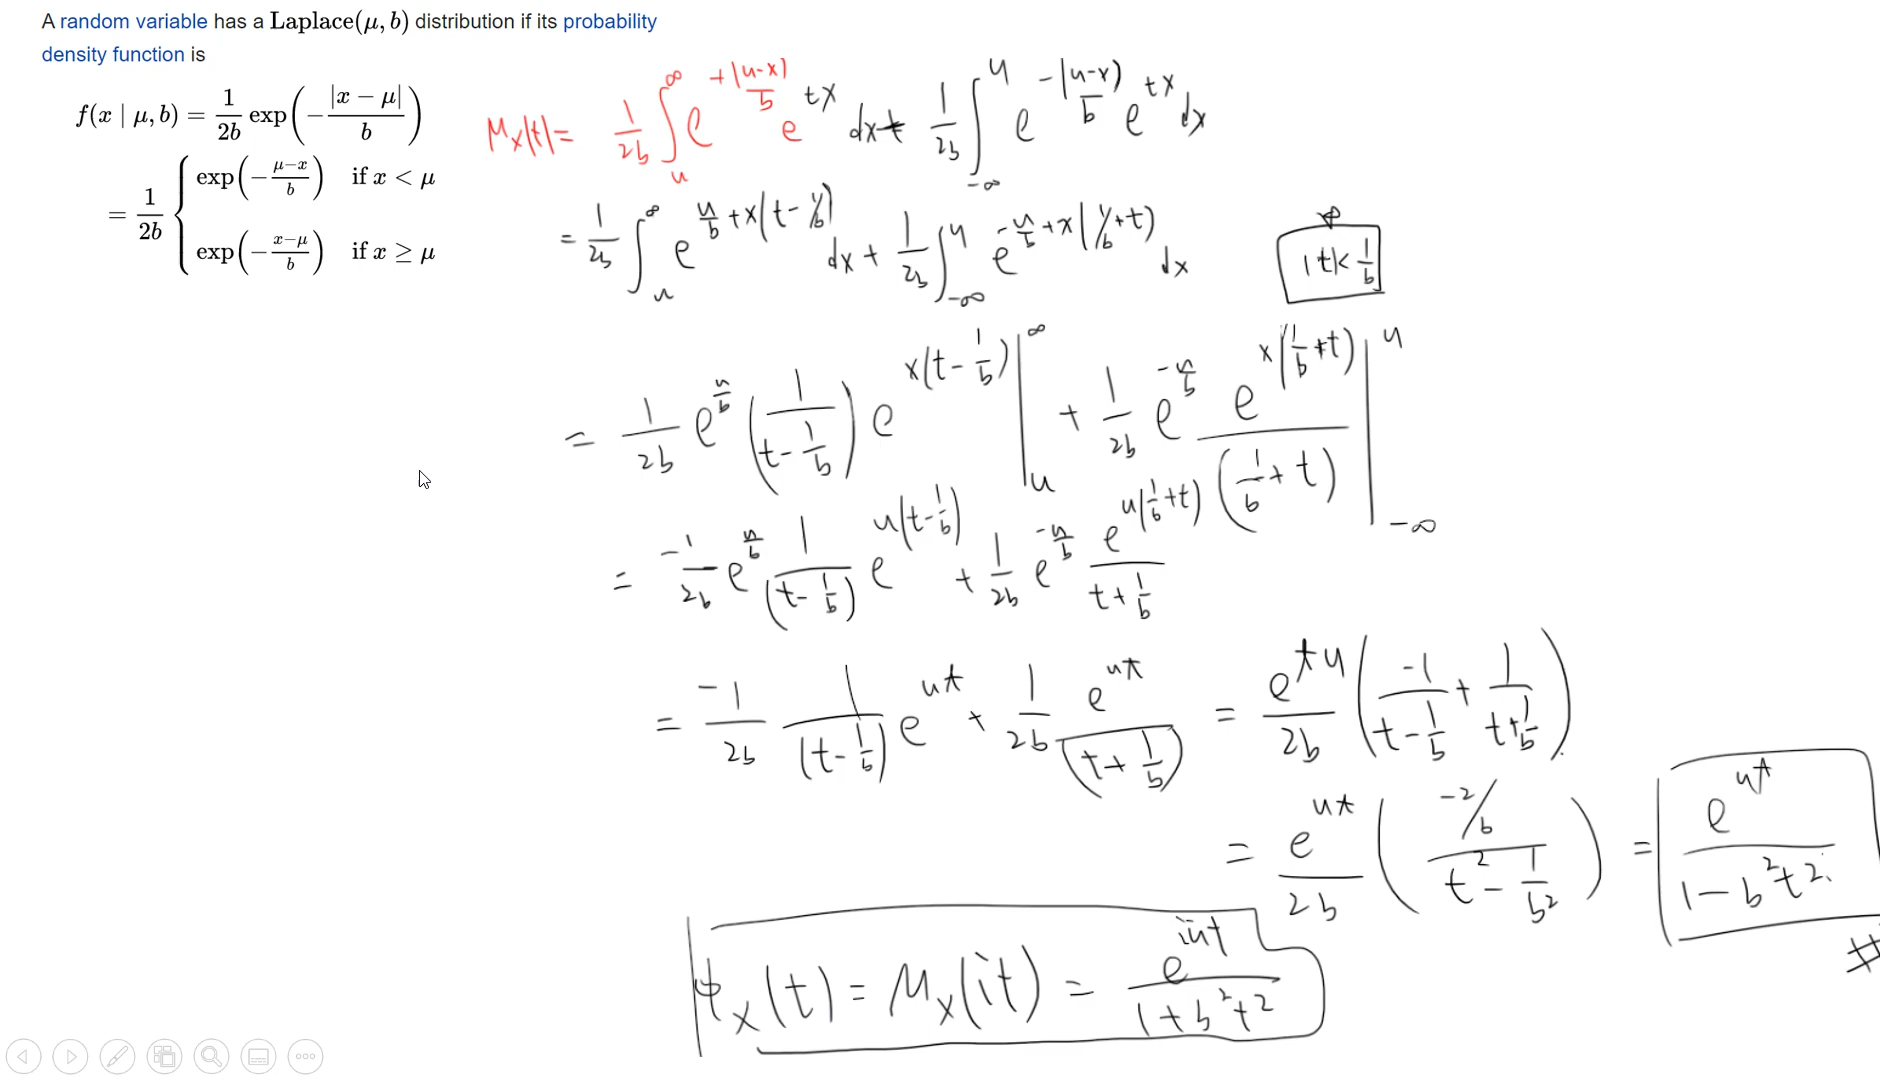 A random variable has a Laplace(μ, b) distribution if its probability
density function is
f(x | μ, b) = 1/2b exp(−|x − μ|/b)
= 1/2b { exp(−(μ−x)/b) if x < μ
exp(−(x−μ)/b) if x ≥ μ
M_x(t) = 1/2b ∫_u^∞ e^{+(u-x)/b} e^{tx} dx + 1/2b ∫_{-∞}^u e^{-(u-x)/b} e^{tx} dx
= 1/2b ∫_u^∞ e^{u/b + x(t - 1/b)} dx + 1/2b ∫_{-∞}^u e^{-u/b + x(1/b + t)} dx
|t| < 1/b
= 1/2b e^{u/b} (1/(t - 1/b)) e^{x(t - 1/b)} |_u^∞ + 1/2b e^{-u/b} e^{x(1/b + t)}/(1/b + t) |_{-∞}^u
= -1/2b e^{u/b} 1/(t - 1/b) e^{u(t - 1/b)} + 1/2b e^{-u/b} e^{u(1/b + t)}/(t + 1/b)
= -1/2b 1/(t - 1/b) e^{ut} + 1/2b e^{ut}/(t + 1/b) = e^{tu}/2b (-1/(t - 1/b) + 1/(t + 1/b))
= e^{ut}/2b ((-2/b)/(t² - 1/b²)) = e^{ut}/(1 - b²t²) #
ϕ_x(t) = M_x(it) = e^{iut}/(1 + b²t²)